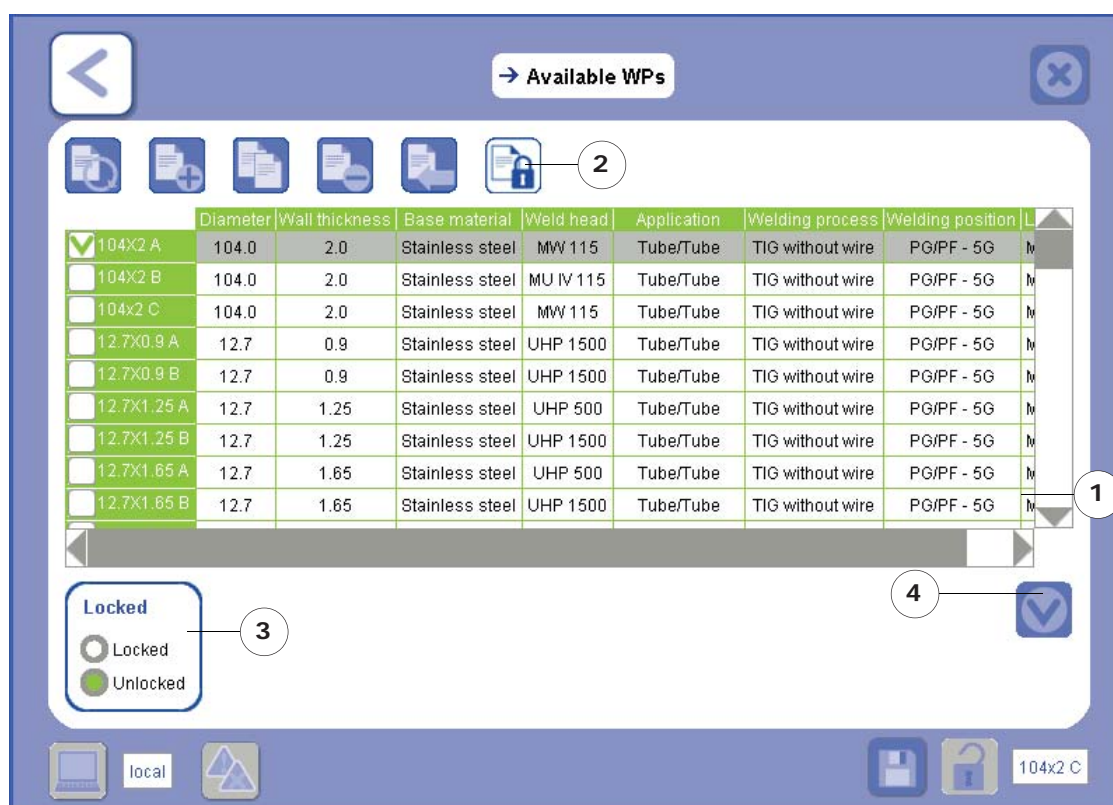 → Available WPs
2
Diameter Wall thickness Base material Weld head Application Welding process Welding position L
104X2 A 104.0 2.0 Stainless steel MW 115 Tube/Tube TIG without wire PG/PF - 5G
104X2 B 104.0 2.0 Stainless steel MU IV 115 Tube/Tube TIG without wire PG/PF - 5G
104x2 C 104.0 2.0 Stainless steel MW 115 Tube/Tube TIG without wire PG/PF - 5G
12.7X0.9 A 12.7 0.9 Stainless steel UHP 1500 Tube/Tube TIG without wire PG/PF - 5G
12.7X0.9 B 12.7 0.9 Stainless steel UHP 1500 Tube/Tube TIG without wire PG/PF - 5G
12.7X1.25 A 12.7 1.25 Stainless steel UHP 500 Tube/Tube TIG without wire PG/PF - 5G
12.7X1.25 B 12.7 1.25 Stainless steel UHP 1500 Tube/Tube TIG without wire PG/PF - 5G
12.7X1.65 A 12.7 1.65 Stainless steel UHP 500 Tube/Tube TIG without wire PG/PF - 5G
12.7X1.65 B 12.7 1.65 Stainless steel UHP 1500 Tube/Tube TIG without wire PG/PF - 5G
1
Locked
4
3
Locked
Unlocked
local
104x2 C